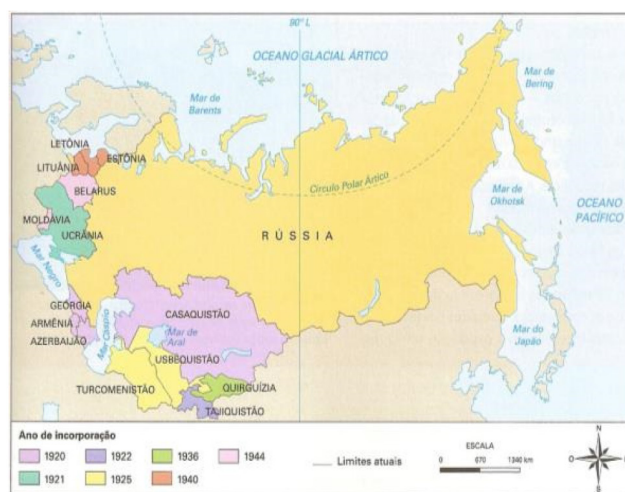 90° L
OCEANO GLACIAL ÁRTICO
Mar de
Barents
Mar de
Bering
LETÔNIA
ESTÔNIA
LITUÂNIA
BELARUS
Círculo Polar Ártico
Mar de
Okhotsk
OCEANO
PACÍFICO
MOLDÁVIA
UCRÂNIA
RÚSSIA
Mar Negro
GEÓRGIA
ARMÊNIA
AZERBAIJÃO
Mar Cáspio
CASAQUISTÃO
Mar de
Aral
USBEQUISTÃO
Mar do
Japão
TURCOMENISTÃO
QUIRGUÍZIA
TAJIQUISTÃO
Ano de incorporação
1920
1922
1936
1944
1921
1925
1940
Limites atuais
ESCALA
0 670 1340 km
N
O
L
S